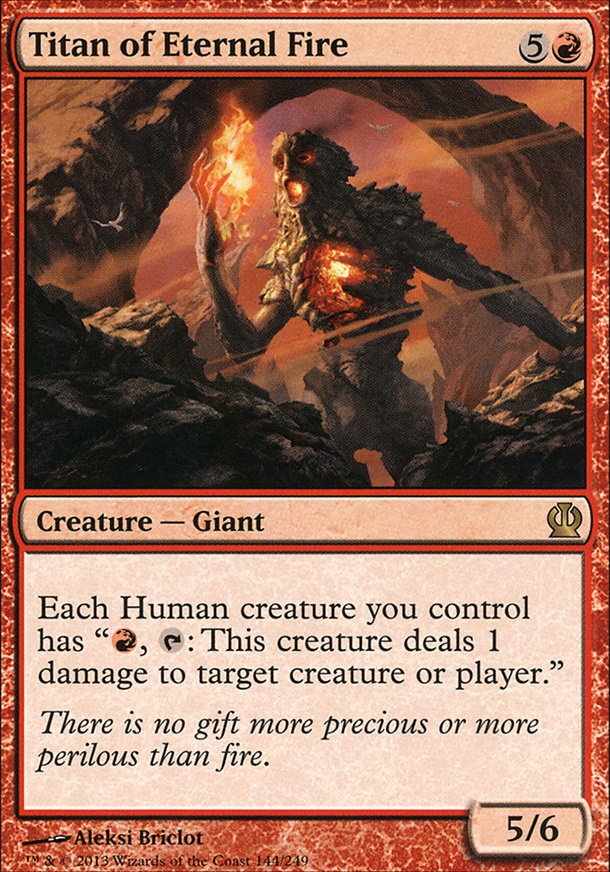 Titan of Eternal Fire 5
Creature — Giant
Each Human creature you control
has “ , : This creature deals 1
damage to target creature or player.”
There is no gift more precious or more
perilous than fire.
5/6
Aleksi Briclot
™ & © 2013 Wizards of the Coast 144/249